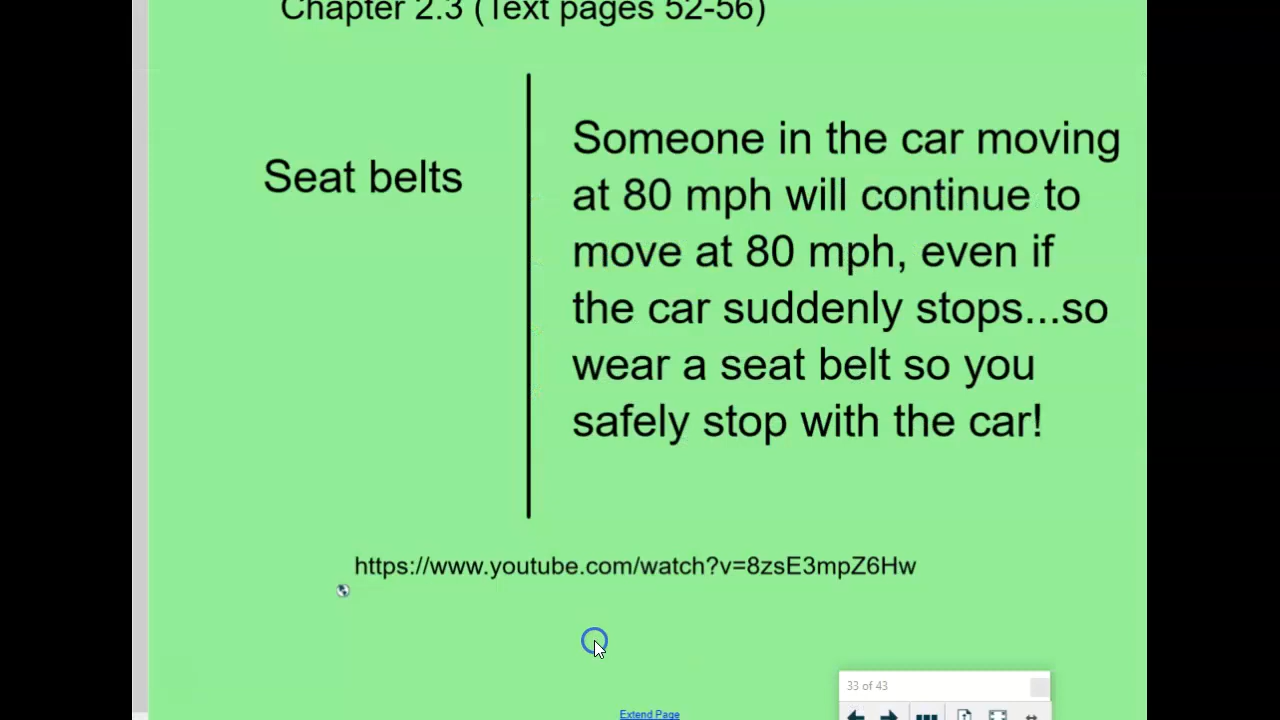 Chapter 2.3 (Text pages 52-56)
Seat belts
Someone in the car moving
at 80 mph will continue to
move at 80 mph, even if
the car suddenly stops...so
wear a seat belt so you
safely stop with the car!
https://www.youtube.com/watch?v=8zsE3mpZ6Hw
33 of 43
Extend Page